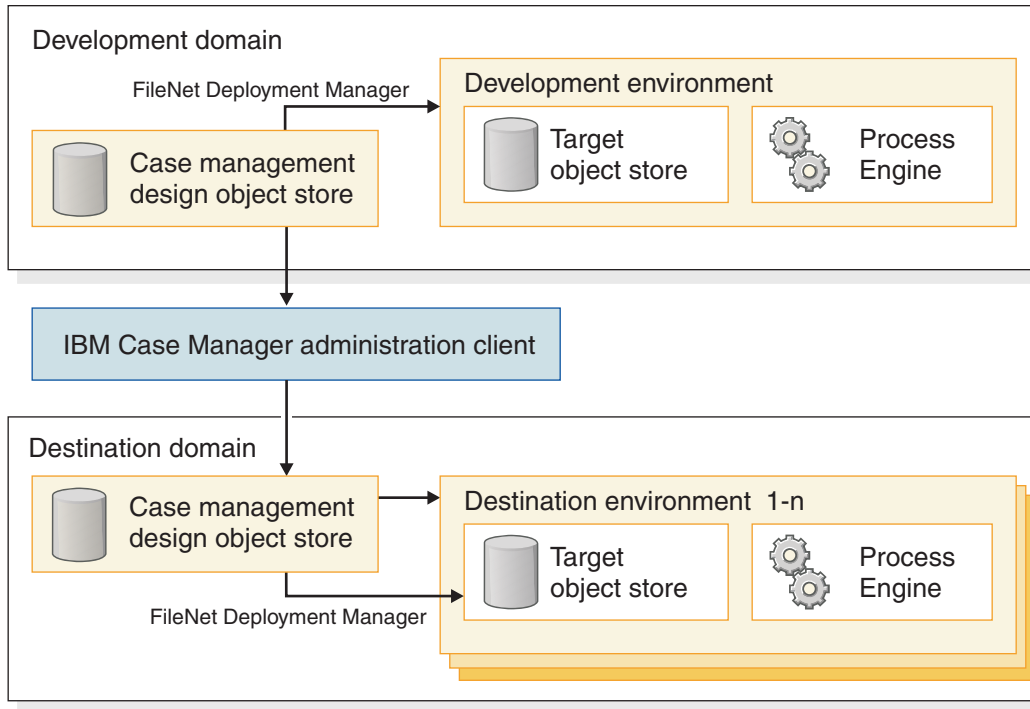 Development domain
FileNet Deployment Manager
Development environment
Case management
design object store
Target
object store
Process
Engine
IBM Case Manager administration client
Destination domain
Case management
design object store
Destination environment 1-n
Target
object store
Process
Engine
FileNet Deployment Manager